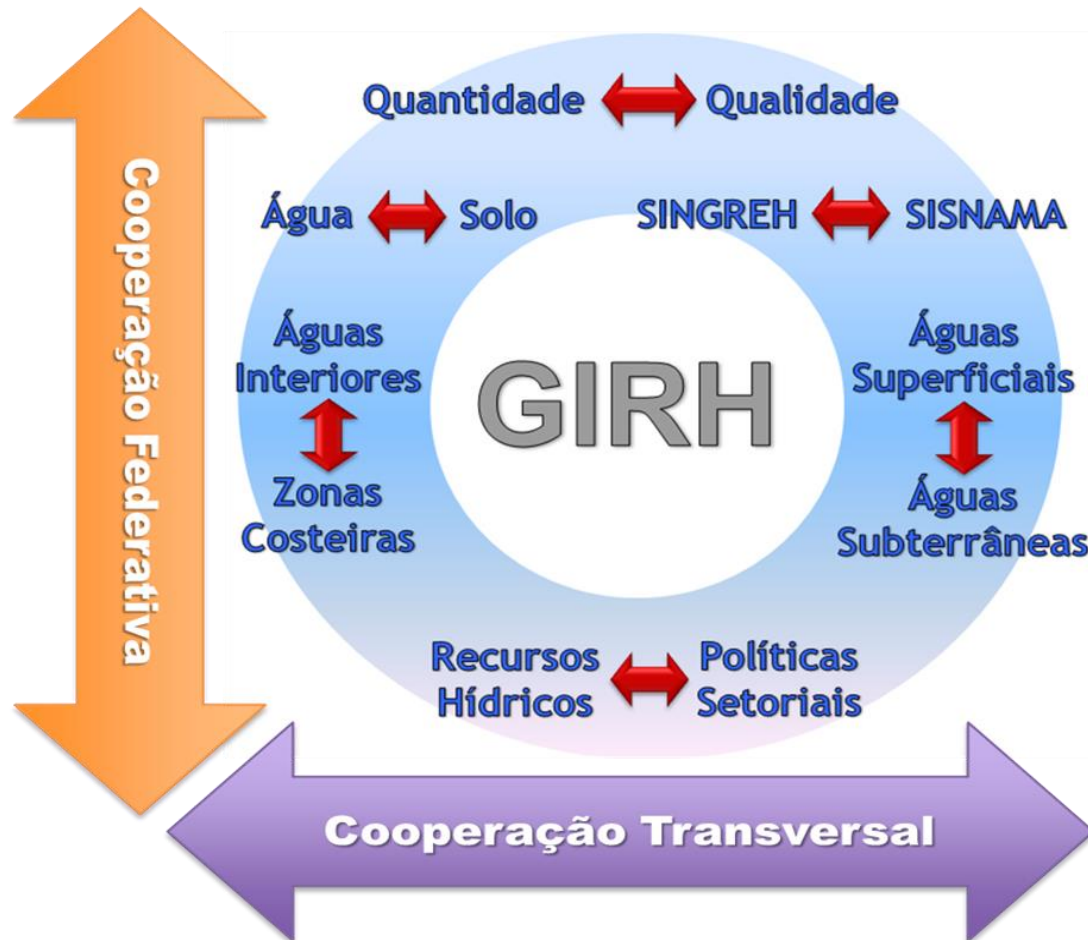 Quantidade Qualidade
Água Solo SINGREH SISNAMA
Águas
Interiores
Zonas
Costeiras
GIRH
Águas
Superficiais
Águas
Subterrâneas
Recursos
Hídricos
Políticas
Setoriais
Cooperação Federativa
Cooperação Transversal